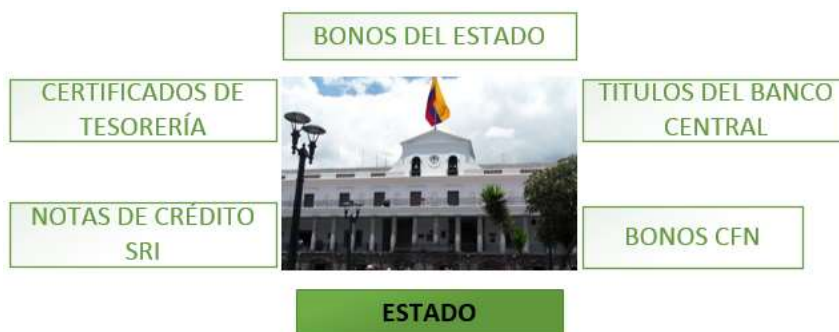 BONOS DEL ESTADO
CERTIFICADOS DE
TESORERÍA
TITULOS DEL BANCO
CENTRAL
NOTAS DE CRÉDITO
SRI
BONOS CFN
ESTADO